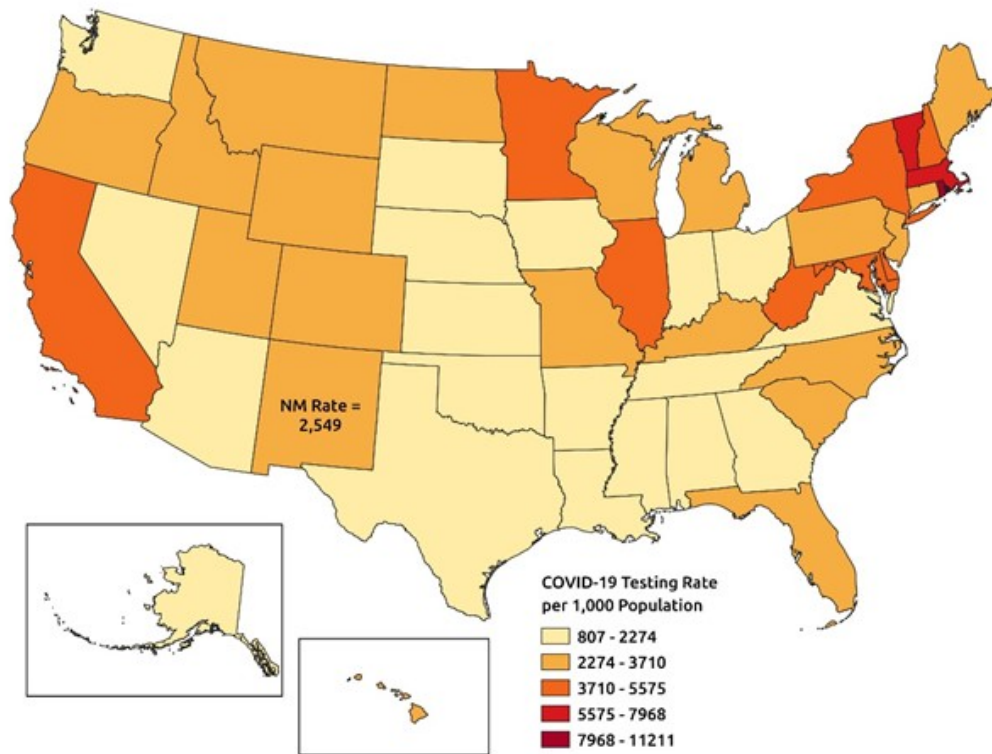 NM Rate =
2,549
COVID-19 Testing Rate
per 1,000 Population
807 - 2274
2274 - 3710
3710 - 5575
5575 - 7968
7968 - 11211